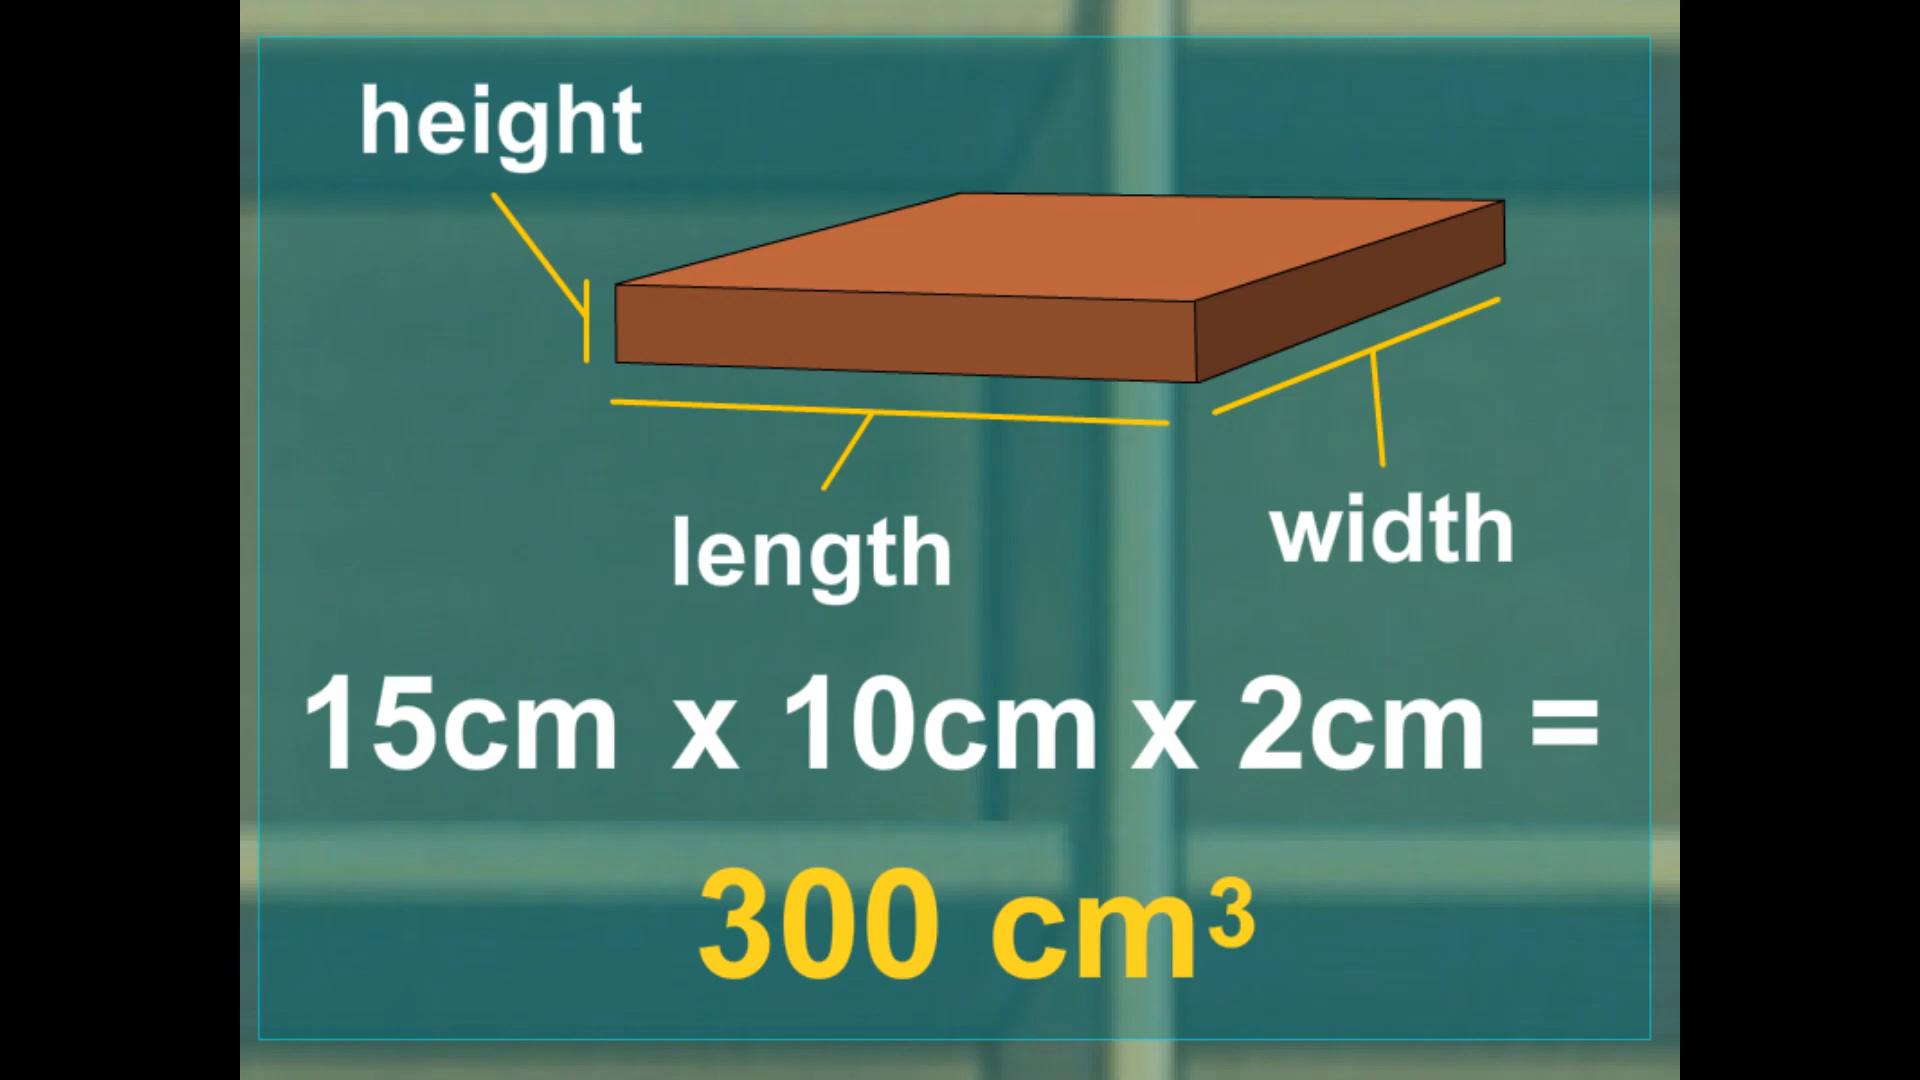 height
length
width
15cm x 10cm x 2cm =
300 cm³